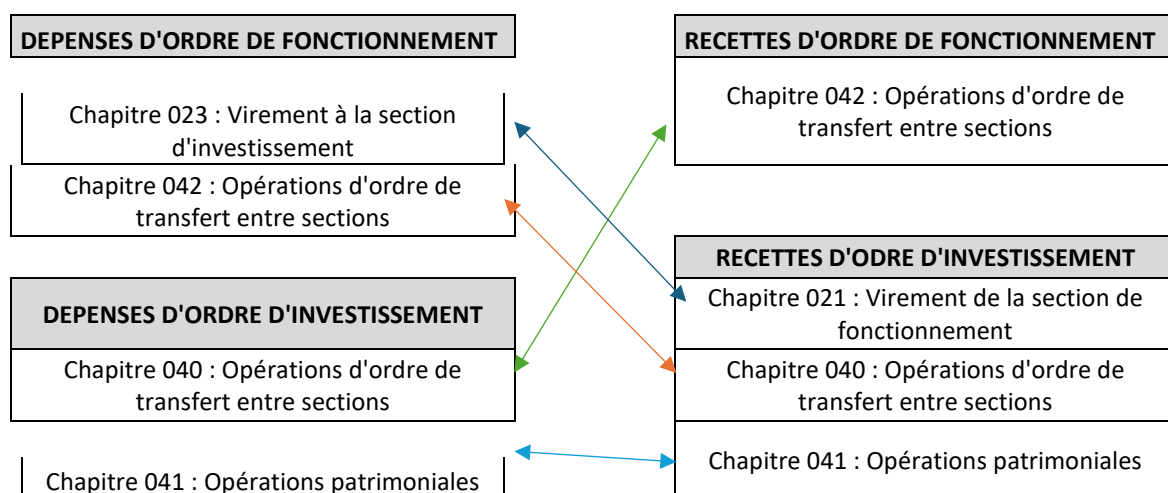 DEPENSES D'ORDRE DE FONCTIONNEMENT
Chapitre 023 : Virement à la section
d'investissement
Chapitre 042 : Opérations d'ordre de
transfert entre sections
DEPENSES D'ORDRE D'INVESTISSEMENT
Chapitre 040 : Opérations d'ordre de
transfert entre sections
Chapitre 041 : Opérations patrimoniales
RECETTES D'ORDRE DE FONCTIONNEMENT
Chapitre 042 : Opérations d'ordre de
transfert entre sections
RECETTES D'ODRE D'INVESTISSEMENT
Chapitre 021 : Virement de la section de
fonctionnement
Chapitre 040 : Opérations d'ordre de
transfert entre sections
Chapitre 041 : Opérations patrimoniales